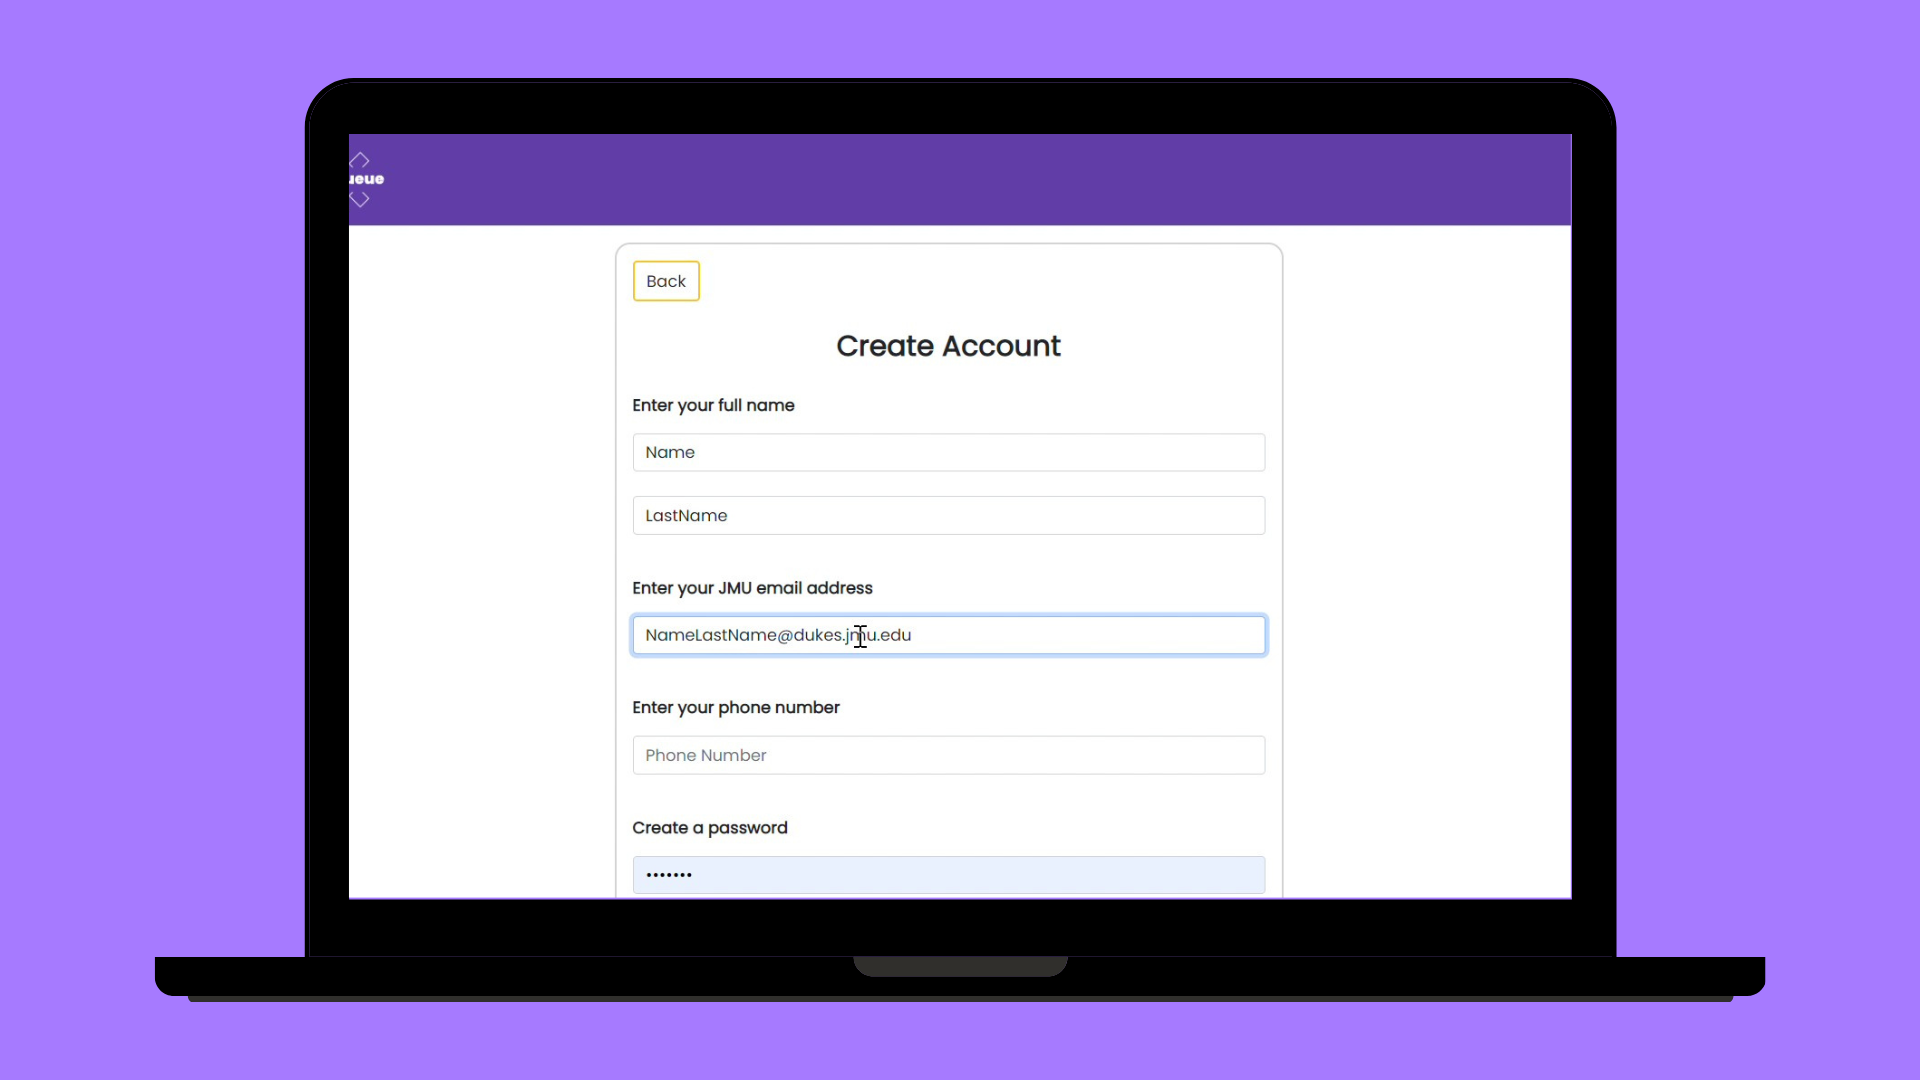 ueue
Back
Create Account
Enter your full name
Name
LastName
Enter your JMU email address
NameLastName@dukes.jmu.edu
Enter your phone number
Phone Number
Create a password
•••••••